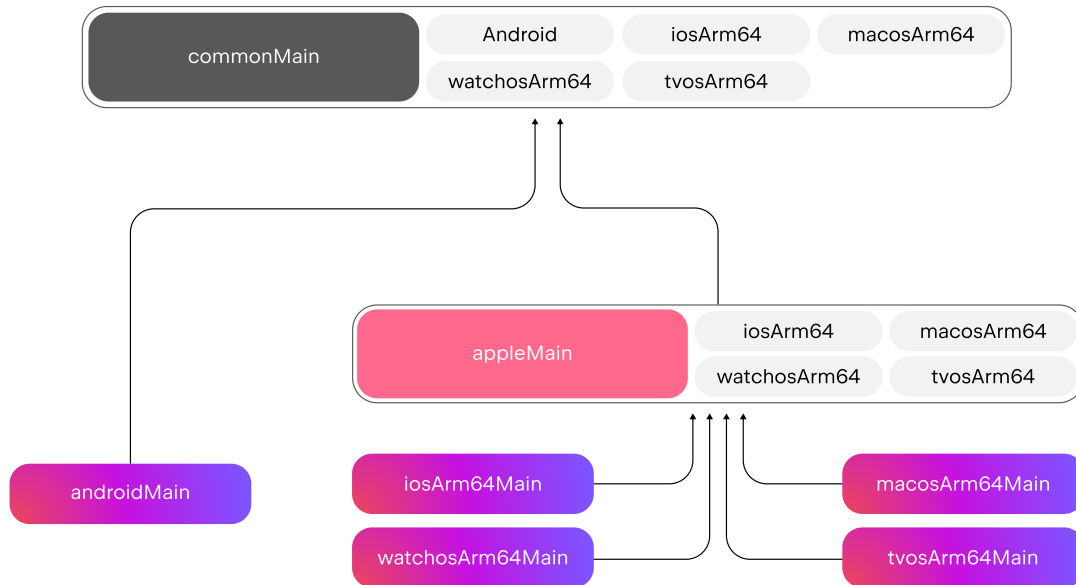 commonMain
Android
iosArm64
macosArm64
watchosArm64
tvosArm64
appleMain
iosArm64
macosArm64
watchosArm64
tvosArm64
androidMain
iosArm64Main
macosArm64Main
watchosArm64Main
tvosArm64Main